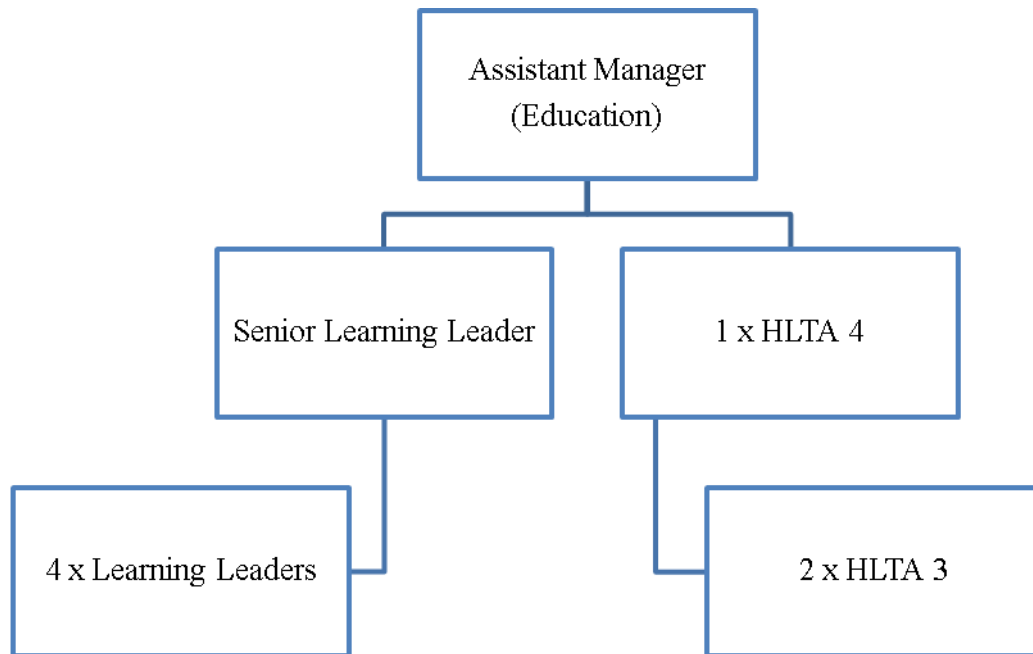 Assistant Manager
(Education)
Senior Learning Leader
1 x HLTA 4
4 x Learning Leaders
2 x HLTA 3